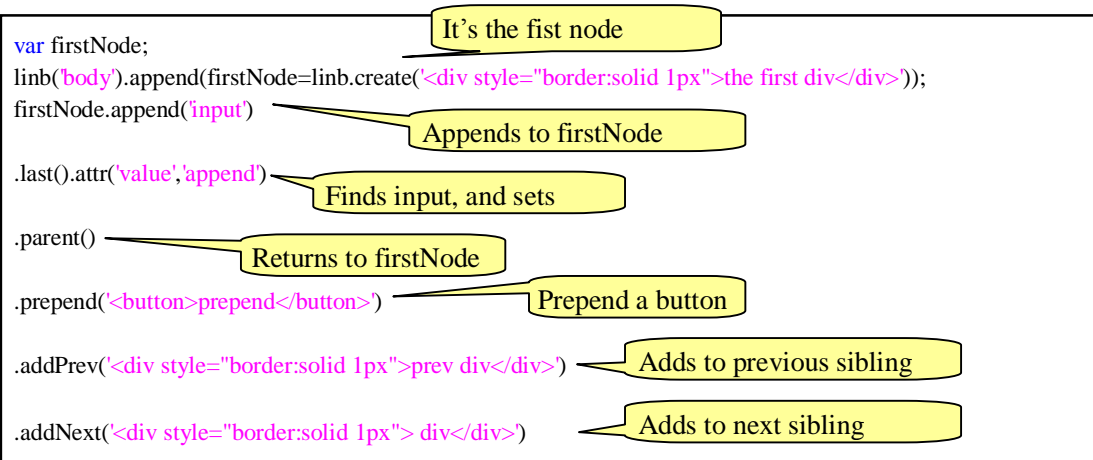 It’s the fist node
var firstNode;
linb('body').append(firstNode=linb.create('<div style="border:solid 1px">the first div</div>'));
firstNode.append('input')
Appends to firstNode
.last().attr('value','append')
Finds input, and sets
.parent()
Returns to firstNode
.prepend('<button>prepend</button>')
Prepend a button
.addPrev('<div style="border:solid 1px">prev div</div>')
Adds to previous sibling
.addNext('<div style="border:solid 1px"> div</div>')
Adds to next sibling